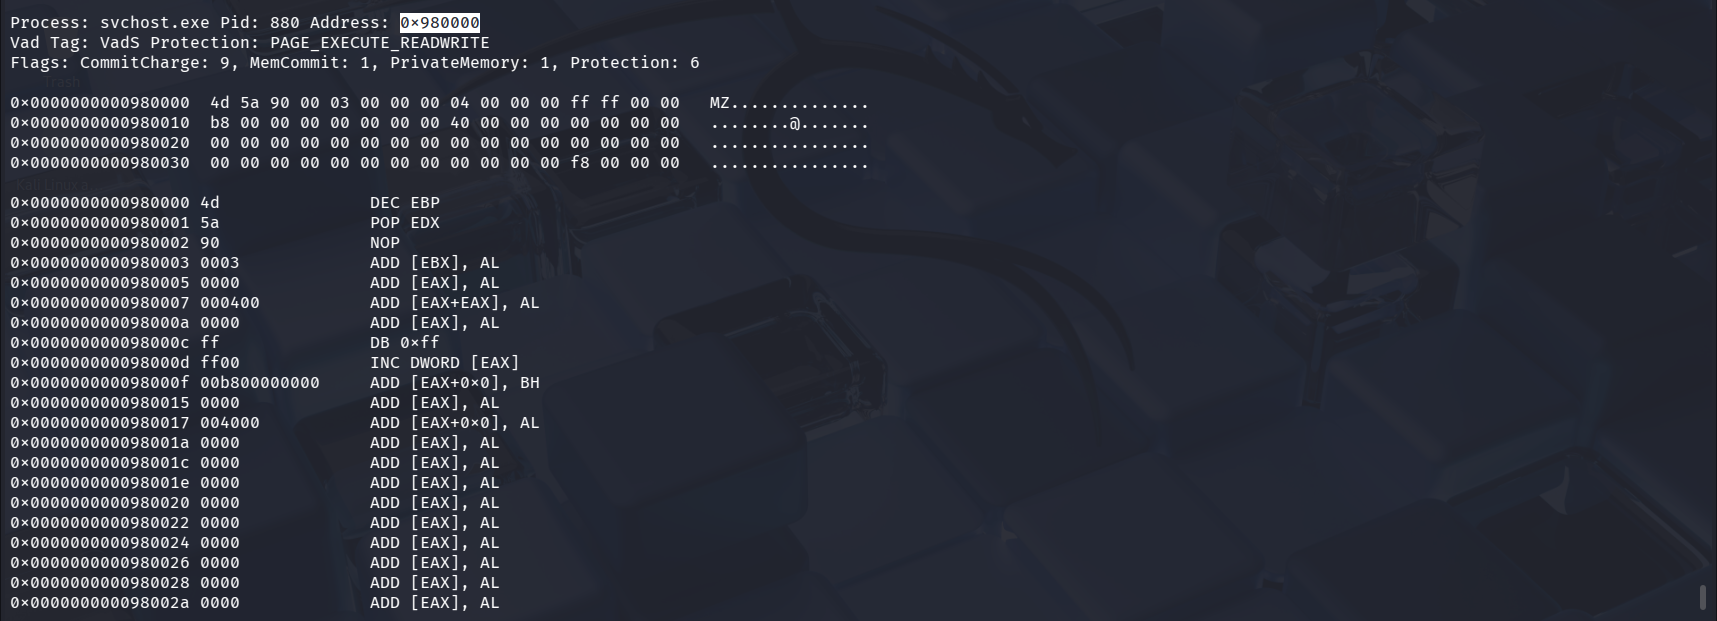 Process: svchost.exe Pid: 880 Address: 0×980000
Vad Tag: VadS Protection: PAGE_EXECUTE_READWRITE
Flags: CommitCharge: 9, MemCommit: 1, PrivateMemory: 1, Protection: 6
Trash
0×0000000000980000  4d 5a 90 00 03 00 00 00 04 00 00 00 ff ff 00 00   MZ..............
0×0000000000980010  b8 00 00 00 00 00 00 00 40 00 00 00 00 00 00 00   ........@.......
0×0000000000980020  00 00 00 00 00 00 00 00 00 00 00 00 00 00 00 00   ................
0×0000000000980030  00 00 00 00 00 00 00 00 00 00 00 00 f8 00 00 00   ................
Kali Linux a
0×0000000000980000 4d               DEC EBP
0×0000000000980001 5a               POP EDX
0×0000000000980002 90               NOP
0×0000000000980003 0003             ADD [EBX], AL
0×0000000000980005 0000             ADD [EAX], AL
0×0000000000980007 000400           ADD [EAX+EAX], AL
0×000000000098000a 0000             ADD [EAX], AL
0×000000000098000c ff               DB 0×ff
0×000000000098000d ff00             INC DWORD [EAX]
0×000000000098000f 00b800000000     ADD [EAX+0×0], BH
0×0000000000980015 0000             ADD [EAX], AL
0×0000000000980017 004000           ADD [EAX+0×0], AL
0×000000000098001a 0000             ADD [EAX], AL
0×000000000098001c 0000             ADD [EAX], AL
0×000000000098001e 0000             ADD [EAX], AL
0×0000000000980020 0000             ADD [EAX], AL
0×0000000000980022 0000             ADD [EAX], AL
0×0000000000980024 0000             ADD [EAX], AL
0×0000000000980026 0000             ADD [EAX], AL
0×0000000000980028 0000             ADD [EAX], AL
0×000000000098002a 0000             ADD [EAX], AL